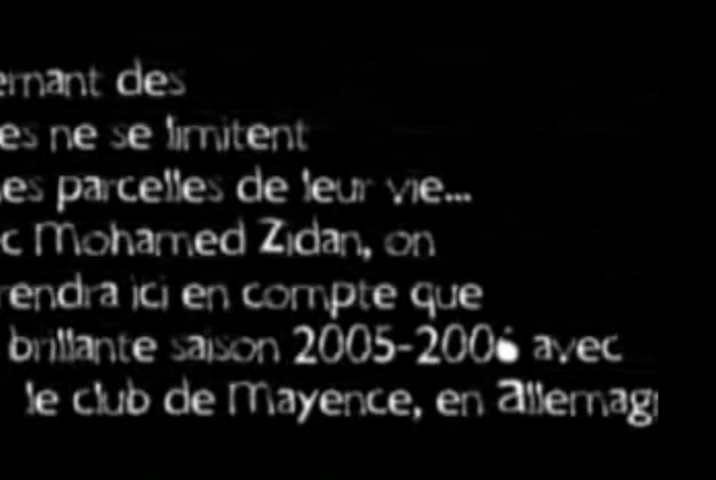 ernant des
es ne se limitent
es parcelles de leur vie...
c Mohamed Zidan, on
rendra ici en compte que
brillante saison 2005-2006 avec
le club de Mayence, en allemag